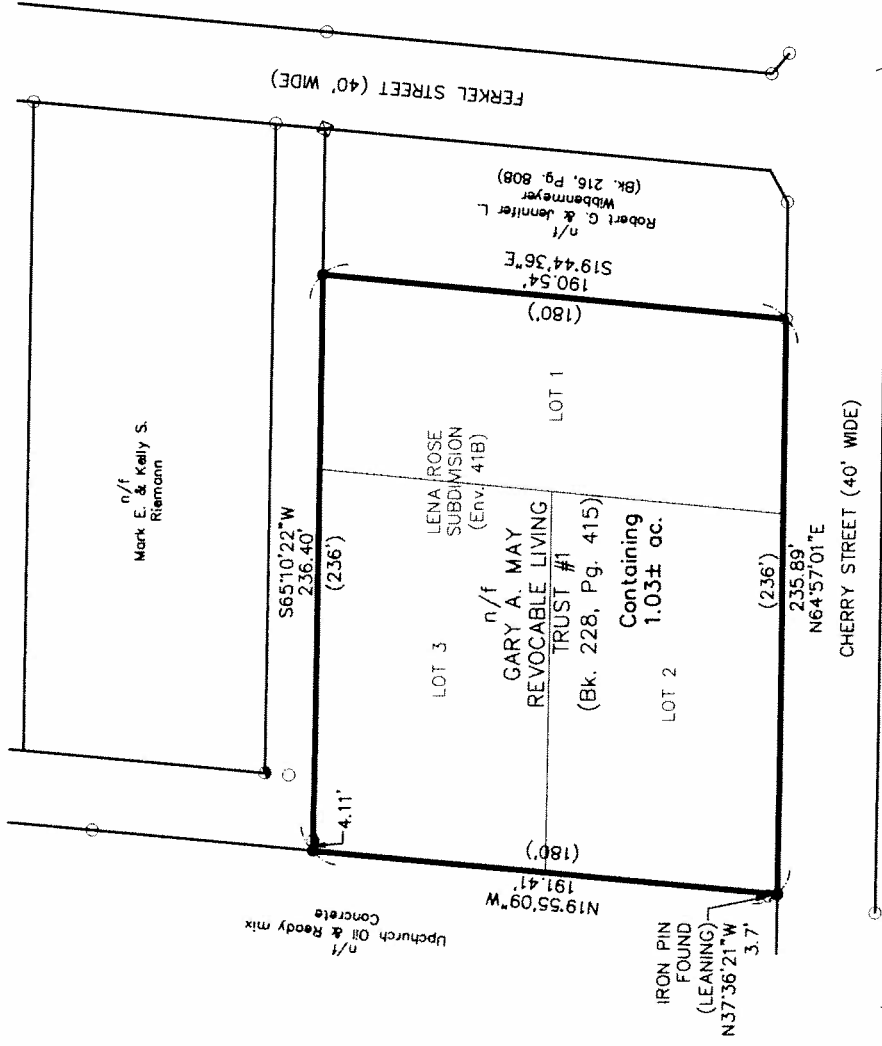 FERKEL STREET (40' WIDE)
n/f
Mark E. & Kelly S.
Riemann
n/f
Robert G. & Jennifer L.
Wibbenmeyer
(Bk. 216, Pg. 808)
S65°10'22"W
236.40'
(236')
S19°44'36"E
190.54'
(180')
LOT 1
LENA ROSE
SUBDIVISION
(Env. 41B)
LOT 3
n/f
GARY A. MAY
REVOCABLE LIVING
TRUST #1
(Bk. 228, Pg. 415)
Containing
1.03± ac.
LOT 2
4.11'
(180')
191.41'
N19°55'09"W
n/f
Upchurch Oil & Ready mix
Concrete
IRON PIN
FOUND
(LEANING)
N37°36'21"W
3.7'
(236')
235.89'
N64°57'01"E
CHERRY STREET (40' WIDE)